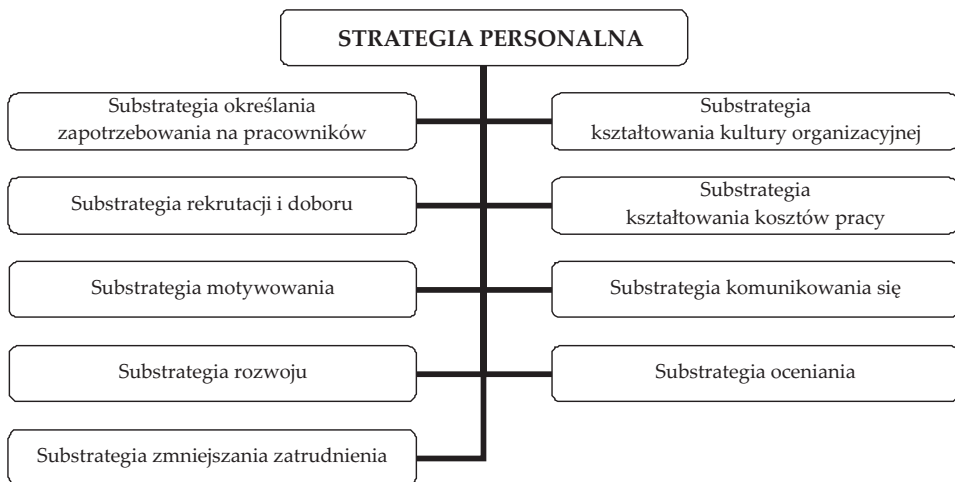 STRATEGIA PERSONALNA
Substrategia określania
zapotrzebowania na pracowników
Substrategia
kształtowania kultury organizacyjnej
Substrategia rekrutacji i doboru
Substrategia
kształtowania kosztów pracy
Substrategia motywowania
Substrategia komunikowania się
Substrategia rozwoju
Substrategia oceniania
Substrategia zmniejszania zatrudnienia